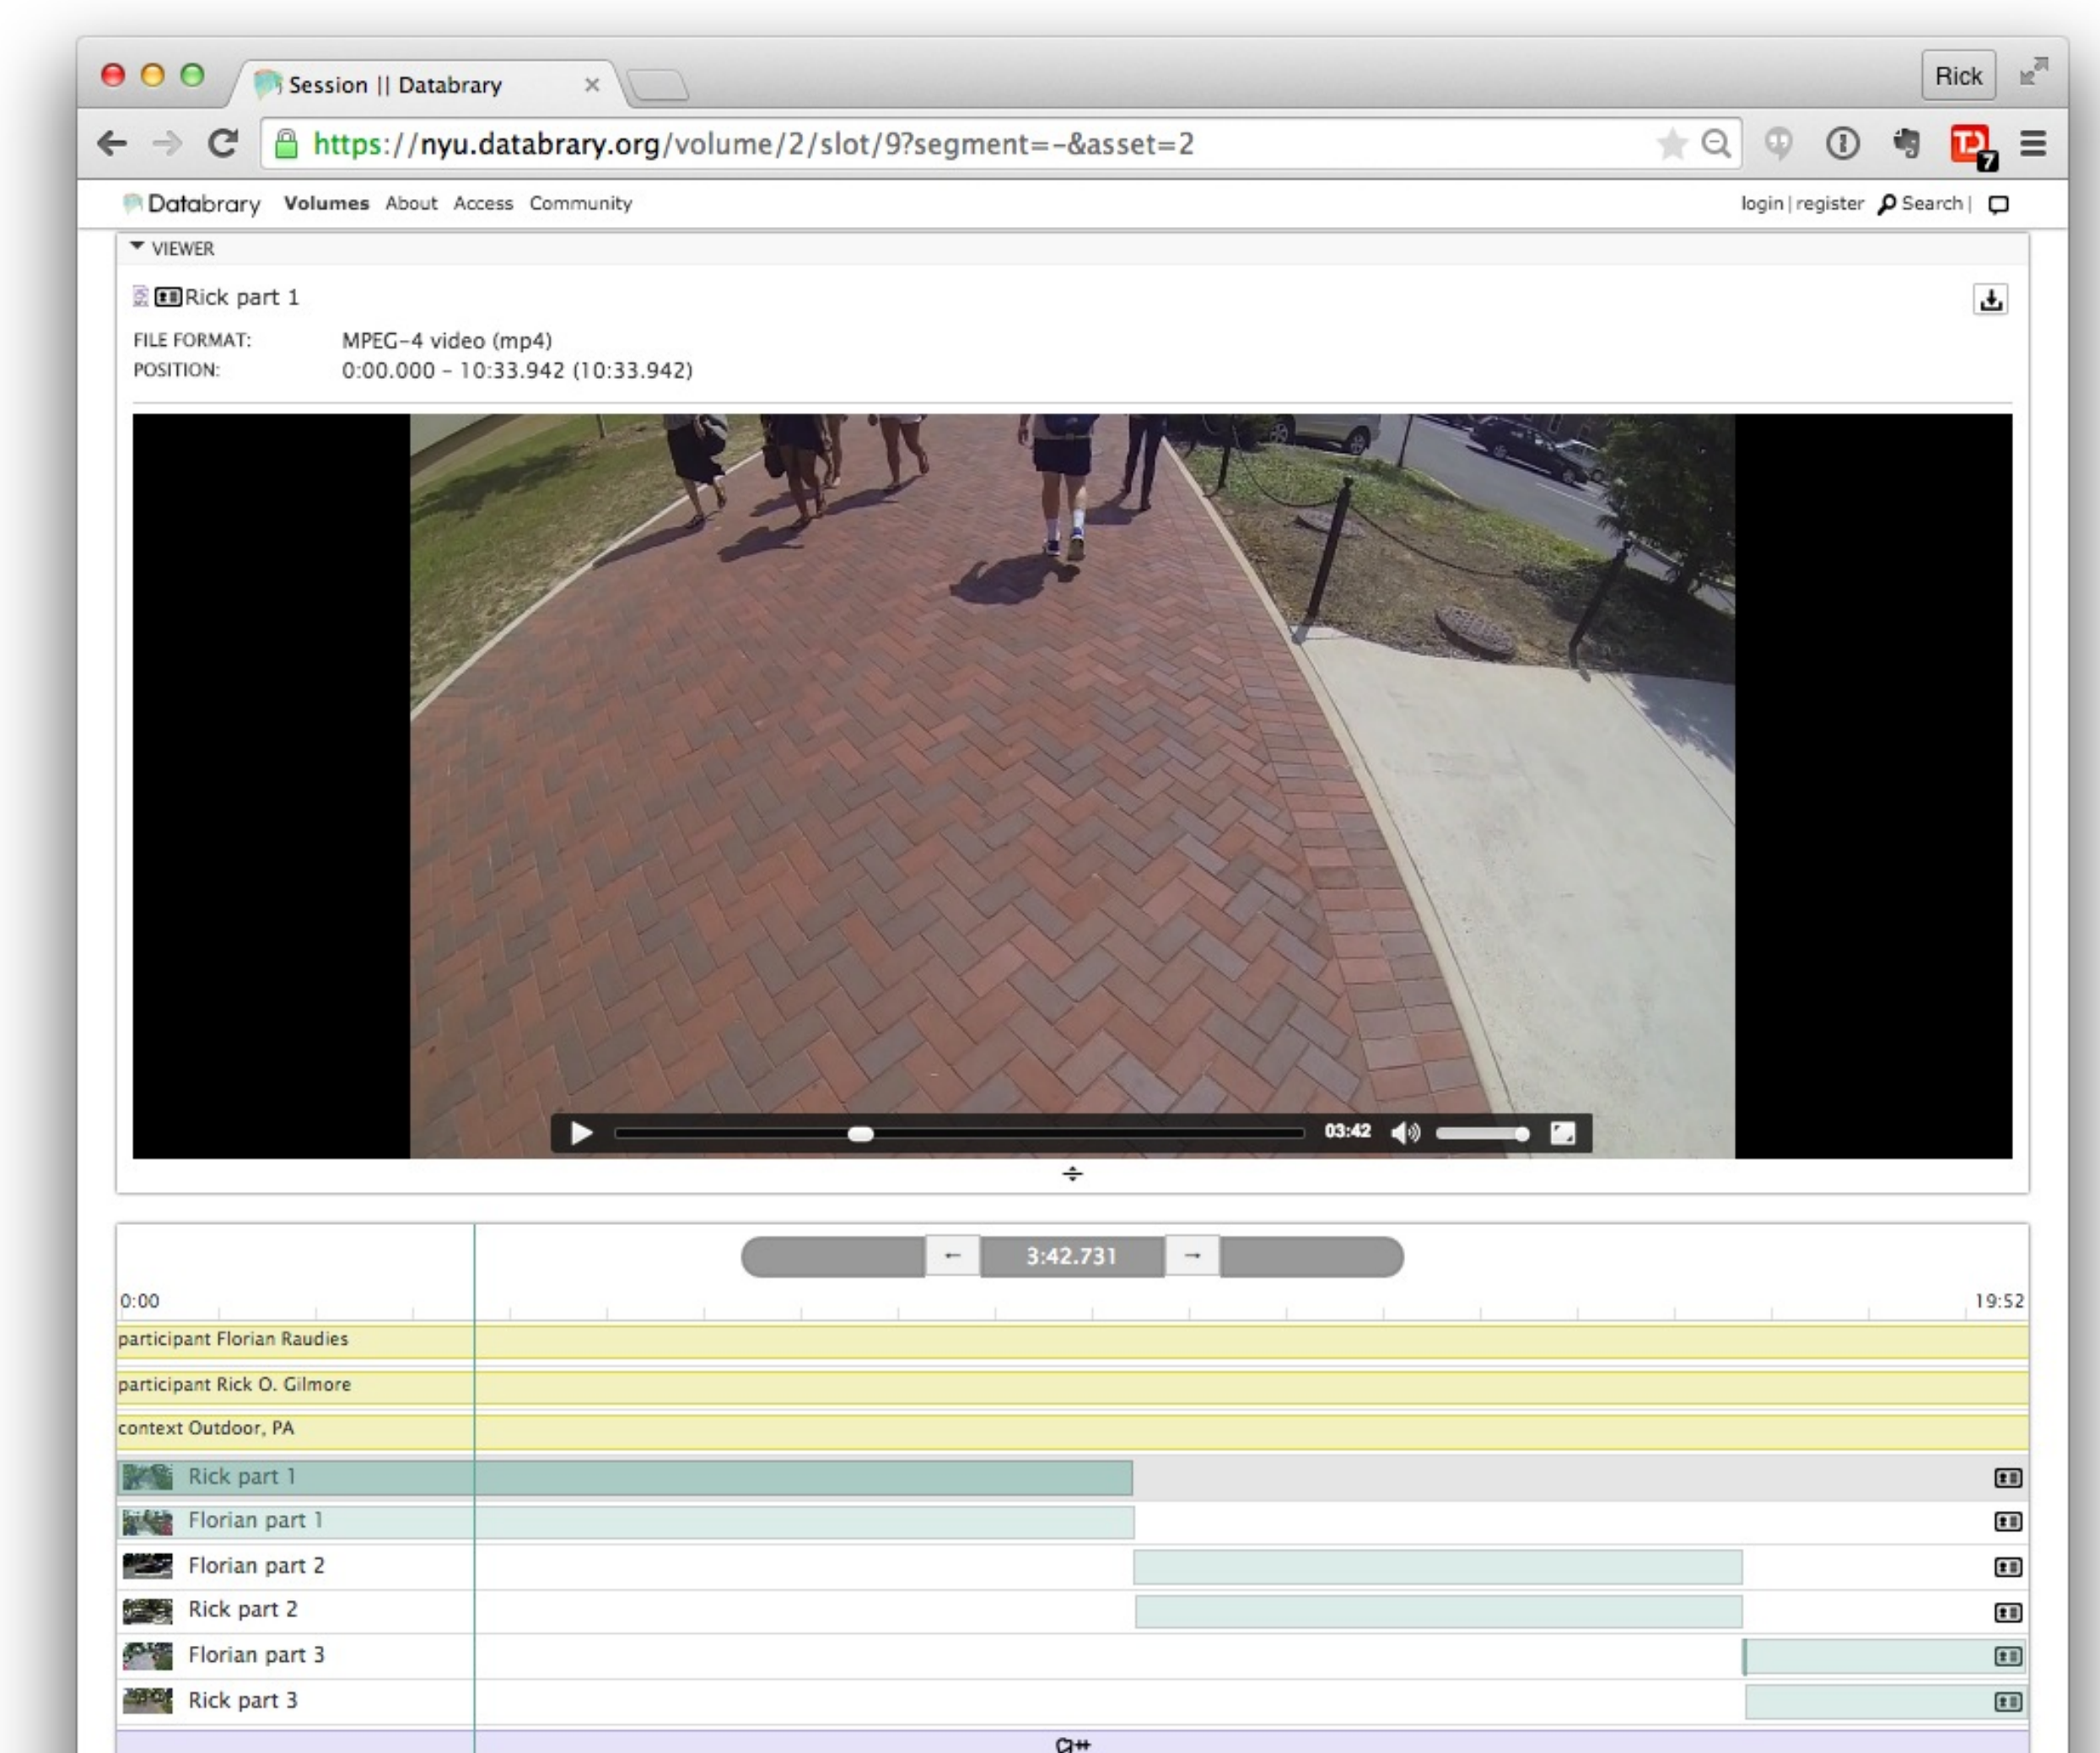 Session || Databrary
Rick
https://nyu.databrary.org/volume/2/slot/9?segment=-&asset=2
7
Databrary Volumes About Access Community login | register Search |
VIEWER
Rick part 1
FILE FORMAT: MPEG-4 video (mp4)
POSITION: 0:00.000 - 10:33.942 (10:33.942)
03:42
← 3:42.731 →
0:00 19:52
participant Florian Raudies
participant Rick O. Gilmore
context Outdoor, PA
Rick part 1
Florian part 1
Florian part 2
Rick part 2
Florian part 3
Rick part 3